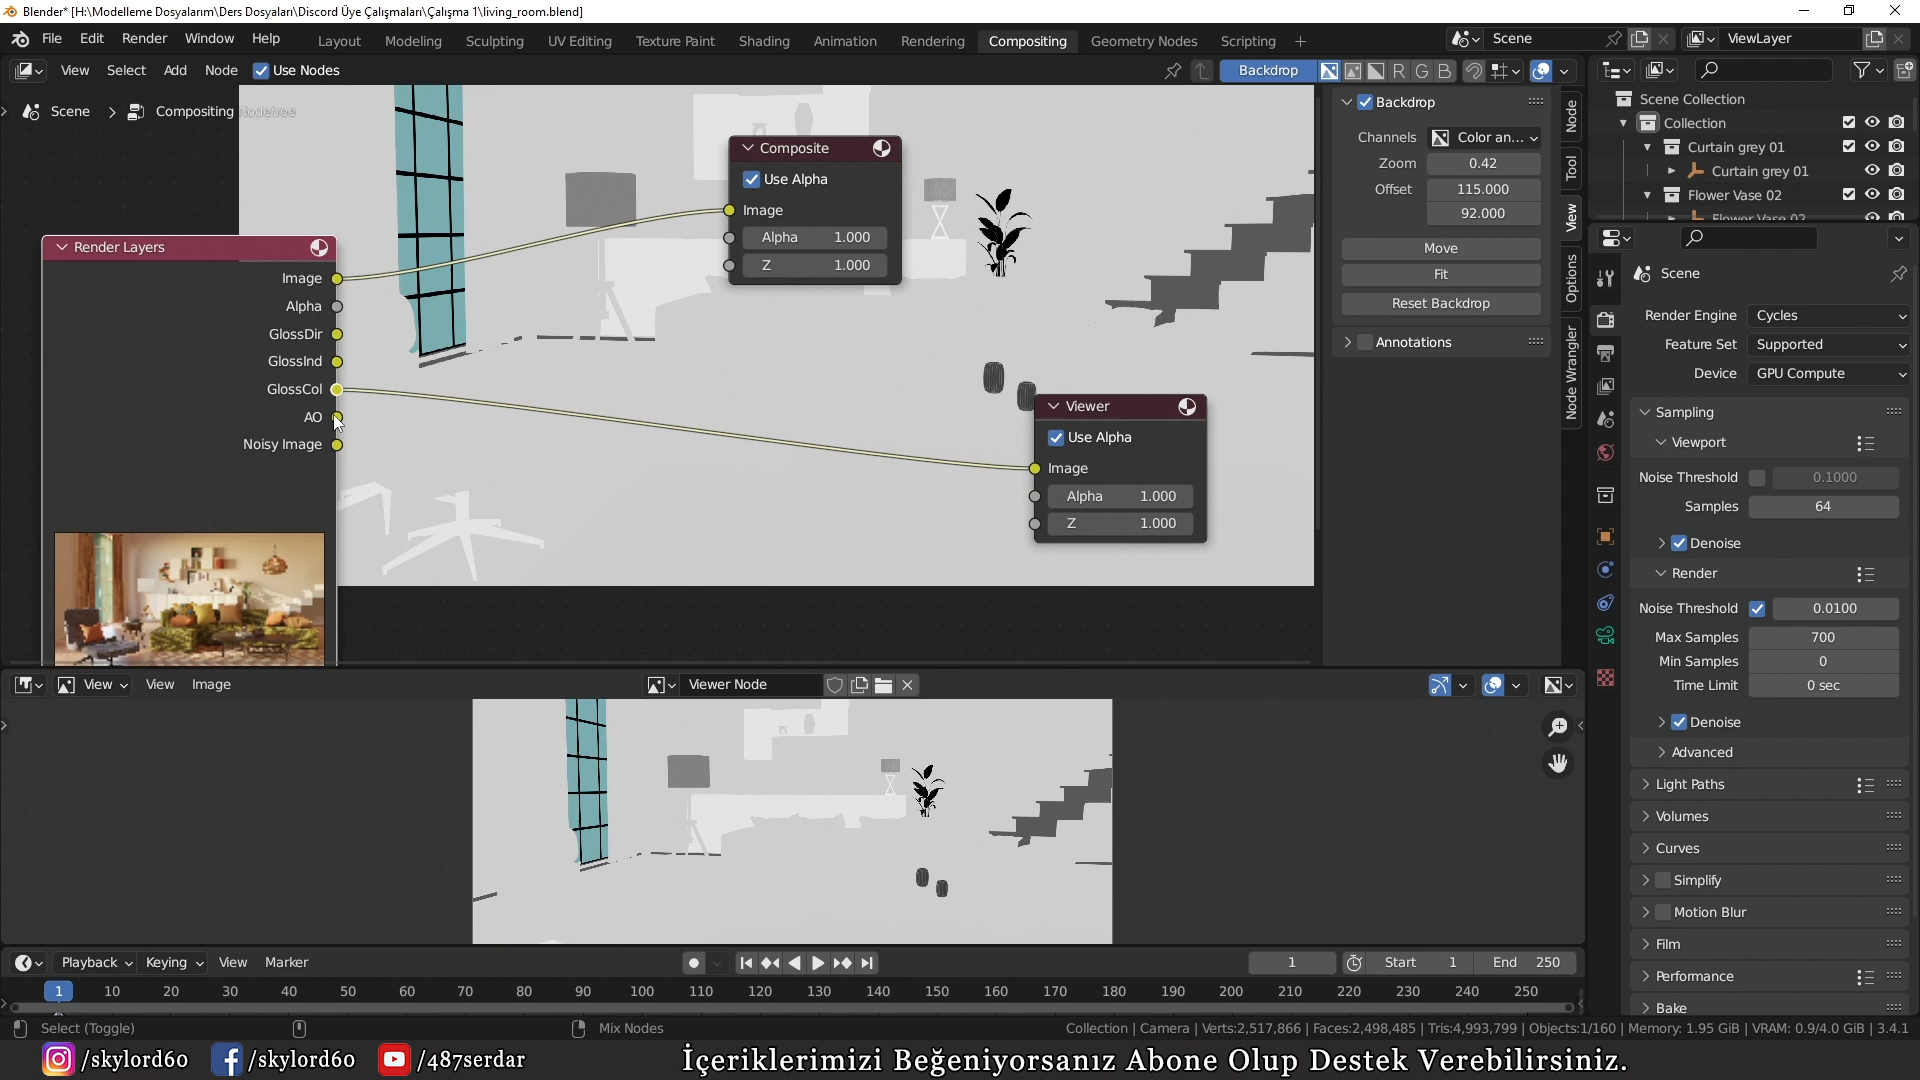 Blender* [H:\Modelleme Dosyalarım\Ders Dosyaları\Discord Üye Çalışmaları\Çalışma 1\living_room.blend]
File Edit Render Window Help Layout Modeling Sculpting UV Editing Texture Paint Shading Animation Rendering Compositing Geometry Nodes Scripting + Scene ViewLayer
View Select Add Node Use Nodes Backdrop R G B
Scene > Compositing Nodetree
Render Layers
Image
Alpha
GlossDir
GlossInd
GlossCol
AO
Noisy Image
Composite
Use Alpha
Image
Alpha 1.000
Z 1.000
Viewer
Use Alpha
Image
Alpha 1.000
Z 1.000
Backdrop
Channels Color an...
Zoom 0.42
Offset 115.000
92.000
Move
Fit
Reset Backdrop
Annotations
Node
Tool
View
Options
Node Wrangler
Scene Collection
Collection
Curtain grey 01
Curtain grey 01
Flower Vase 02
Flower Vase 02
Scene
Render Engine Cycles
Feature Set Supported
Device GPU Compute
Sampling
Viewport
Noise Threshold 0.1000
Samples 64
Denoise
Render
Noise Threshold 0.0100
Max Samples 700
Min Samples 0
Time Limit 0 sec
Denoise
Advanced
Light Paths
Volumes
Curves
Simplify
Motion Blur
Film
Performance
Bake
View View Image Viewer Node
Playback Keying View Marker 1 Start 1 End 250
1 10 20 30 40 50 60 70 80 90 100 110 120 130 140 150 160 170 180 190 200 210 220 230 240 250
Select (Toggle) Mix Nodes Collection | Camera | Verts:2,517,866 | Faces:2,498,485 | Tris:4,993,799 | Objects:1/160 | Memory: 1.95 GiB | VRAM: 0.9/4.0 GiB | 3.4.1
/skylord60 /skylord60 /487serdar İçeriklerimizi Beğeniyorsanız Abone Olup Destek Verebilirsiniz.